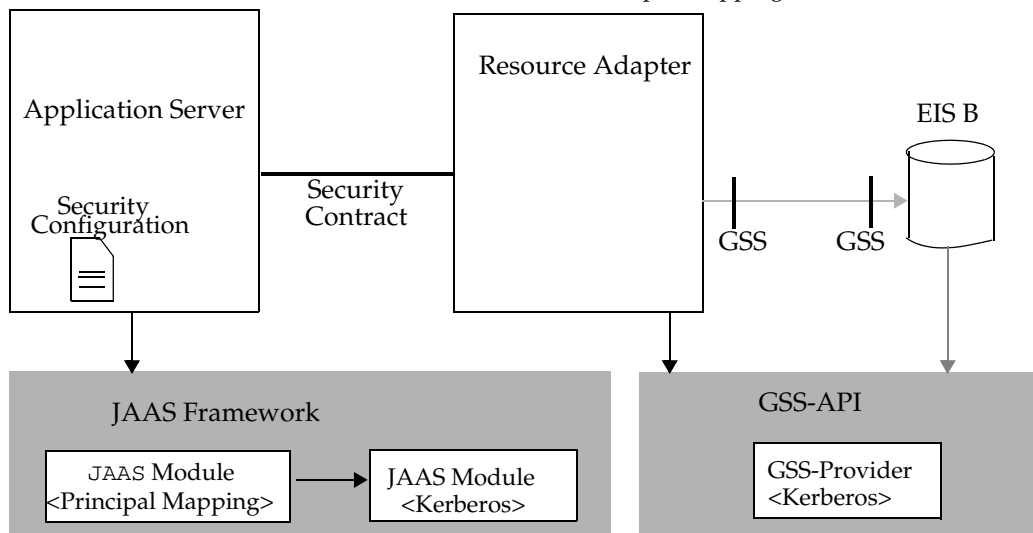 Resource Adapter
Application Server
EIS B
Security
Configuration
Security
Contract
GSS
GSS
JAAS Framework
GSS-API
JAAS Module
<Principal Mapping>
JAAS Module
<Kerberos>
GSS-Provider
<Kerberos>